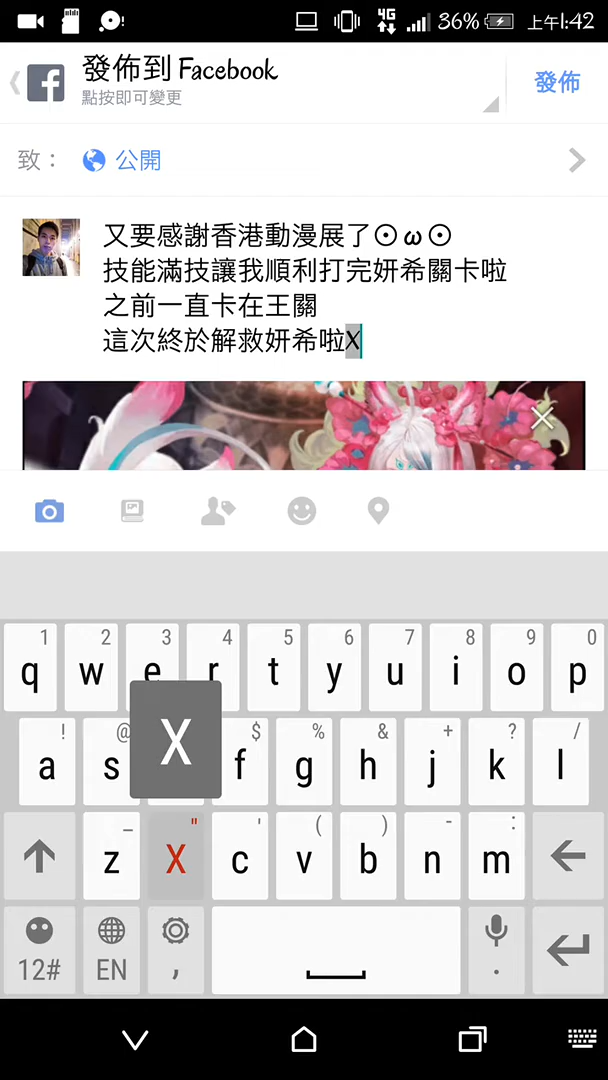 4G 36% 上午1:42
發佈到 Facebook
點按即可變更
發佈
致： 公開
又要感謝香港動漫展了⊙ω⊙
技能滿技讓我順利打完妍希關卡啦
之前一直卡在王關
這次終於解救妍希啦X
1 2 3 4 5 6 7 8 9 0
q w e r t y u i o p
! @ $ % & + ? /
a s f g h j k l
X
_ " ' ( ) - :
z X c v b n m
12# EN , .